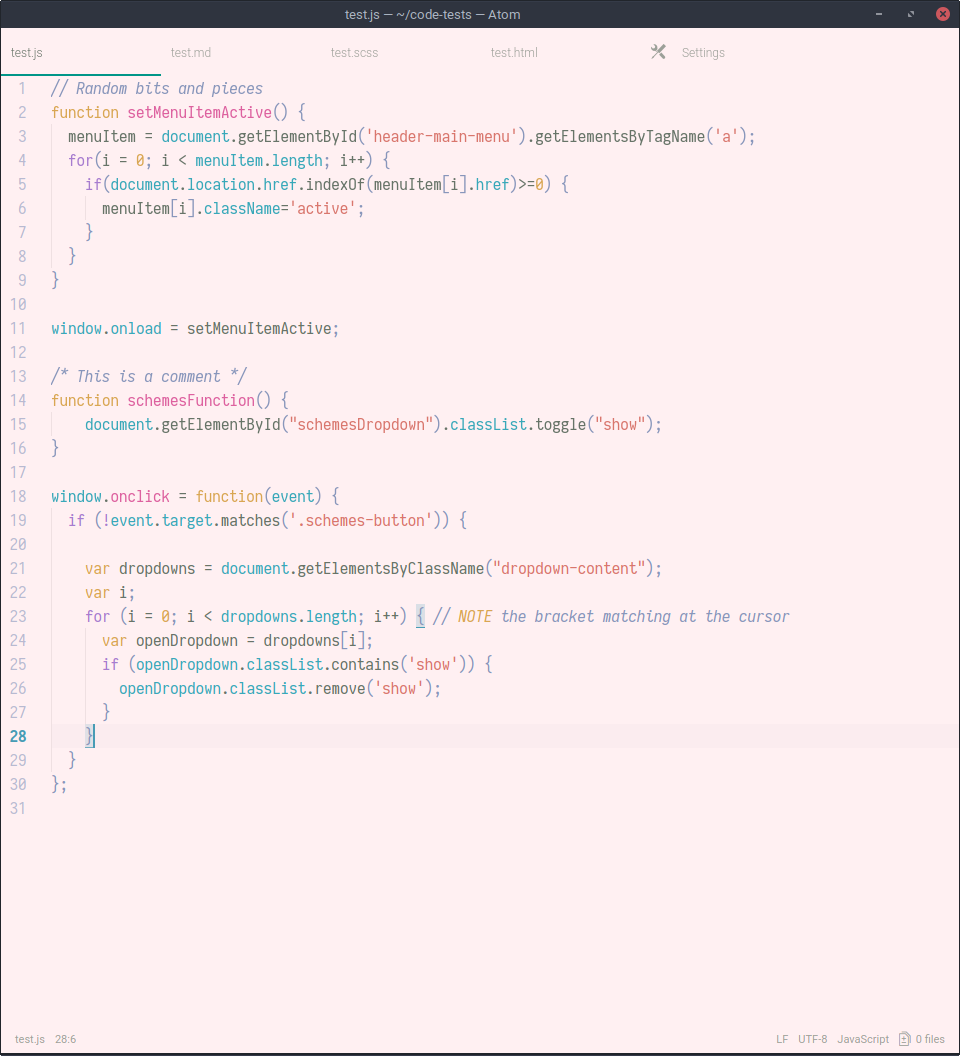 test.js — ~/code-tests — Atom
test.js test.md test.scss test.html Settings
1 // Random bits and pieces
2 function setMenuItemActive() {
3   menuItem = document.getElementById('header-main-menu').getElementsByTagName('a');
4   for(i = 0; i < menuItem.length; i++) {
5     if(document.location.href.indexOf(menuItem[i].href)>=0) {
6       menuItem[i].className='active';
7     }
8   }
9 }
10
11 window.onload = setMenuItemActive;
12
13 /* This is a comment */
14 function schemesFunction() {
15     document.getElementById("schemesDropdown").classList.toggle("show");
16 }
17
18 window.onclick = function(event) {
19   if (!event.target.matches('.schemes-button')) {
20
21     var dropdowns = document.getElementsByClassName("dropdown-content");
22     var i;
23     for (i = 0; i < dropdowns.length; i++) { // NOTE the bracket matching at the cursor
24       var openDropdown = dropdowns[i];
25       if (openDropdown.classList.contains('show')) {
26         openDropdown.classList.remove('show');
27       }
28     }
29   }
30 };
31
test.js 28:6 LF UTF-8 JavaScript 0 files